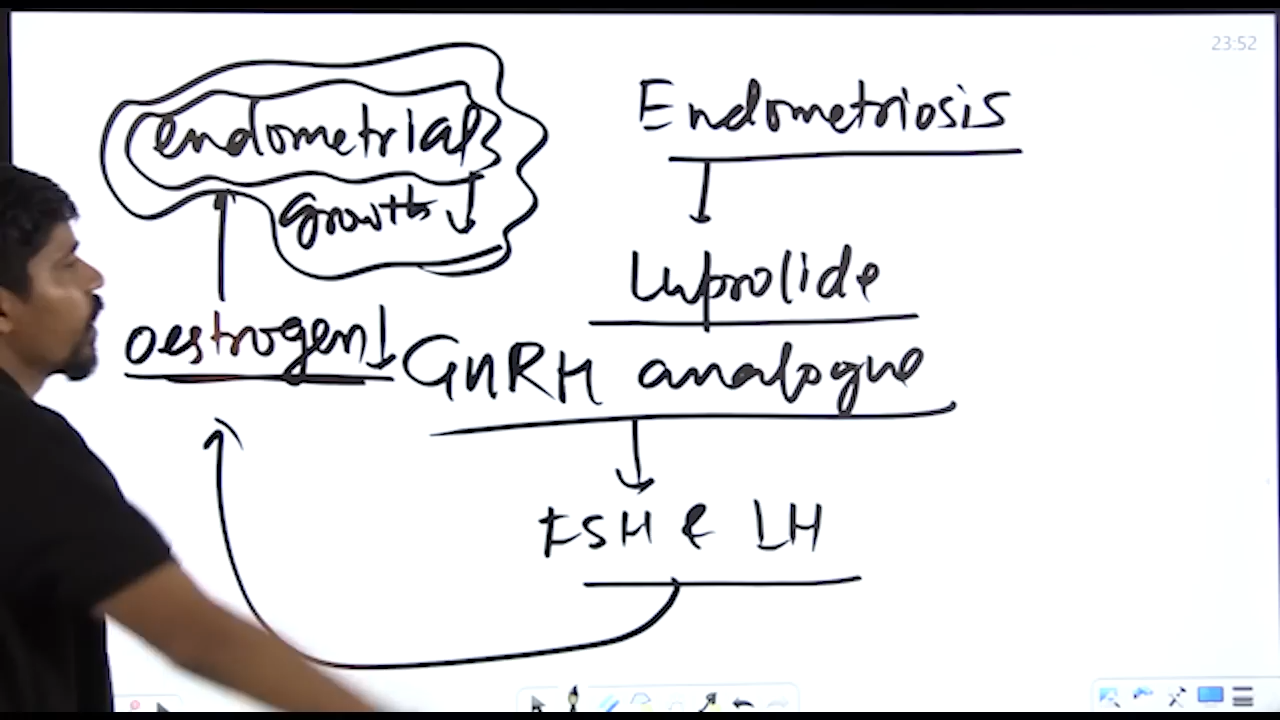 23:52
Endometriosis
Luprolide
GnRH analogue
FSH & LH
oestrogen↓
endometrial
growth ↓